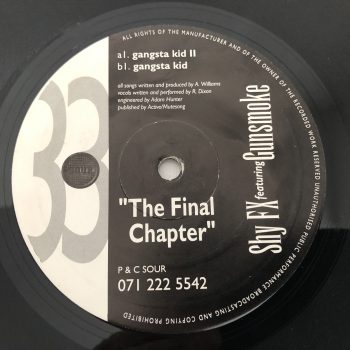 ALL RIGHTS OF THE MANUFACTURER AND OF THE OWNER OF THE RECORDED WORK RESERVED UNAUTHORISED PUBLIC PERFORMANCE BROADCASTING AND COPYING PROHIBITED
a1. gangsta kid II
b1. gangsta kid
all songs written and produced by A. Williams
vocals written and performed by R. Dixon
engineered by Adam Hunter
published by Activa/Mutesong
33
Shy FX featuring Gunsmoke
"The Final
Chapter"
P & C SOUR
071 222 5542